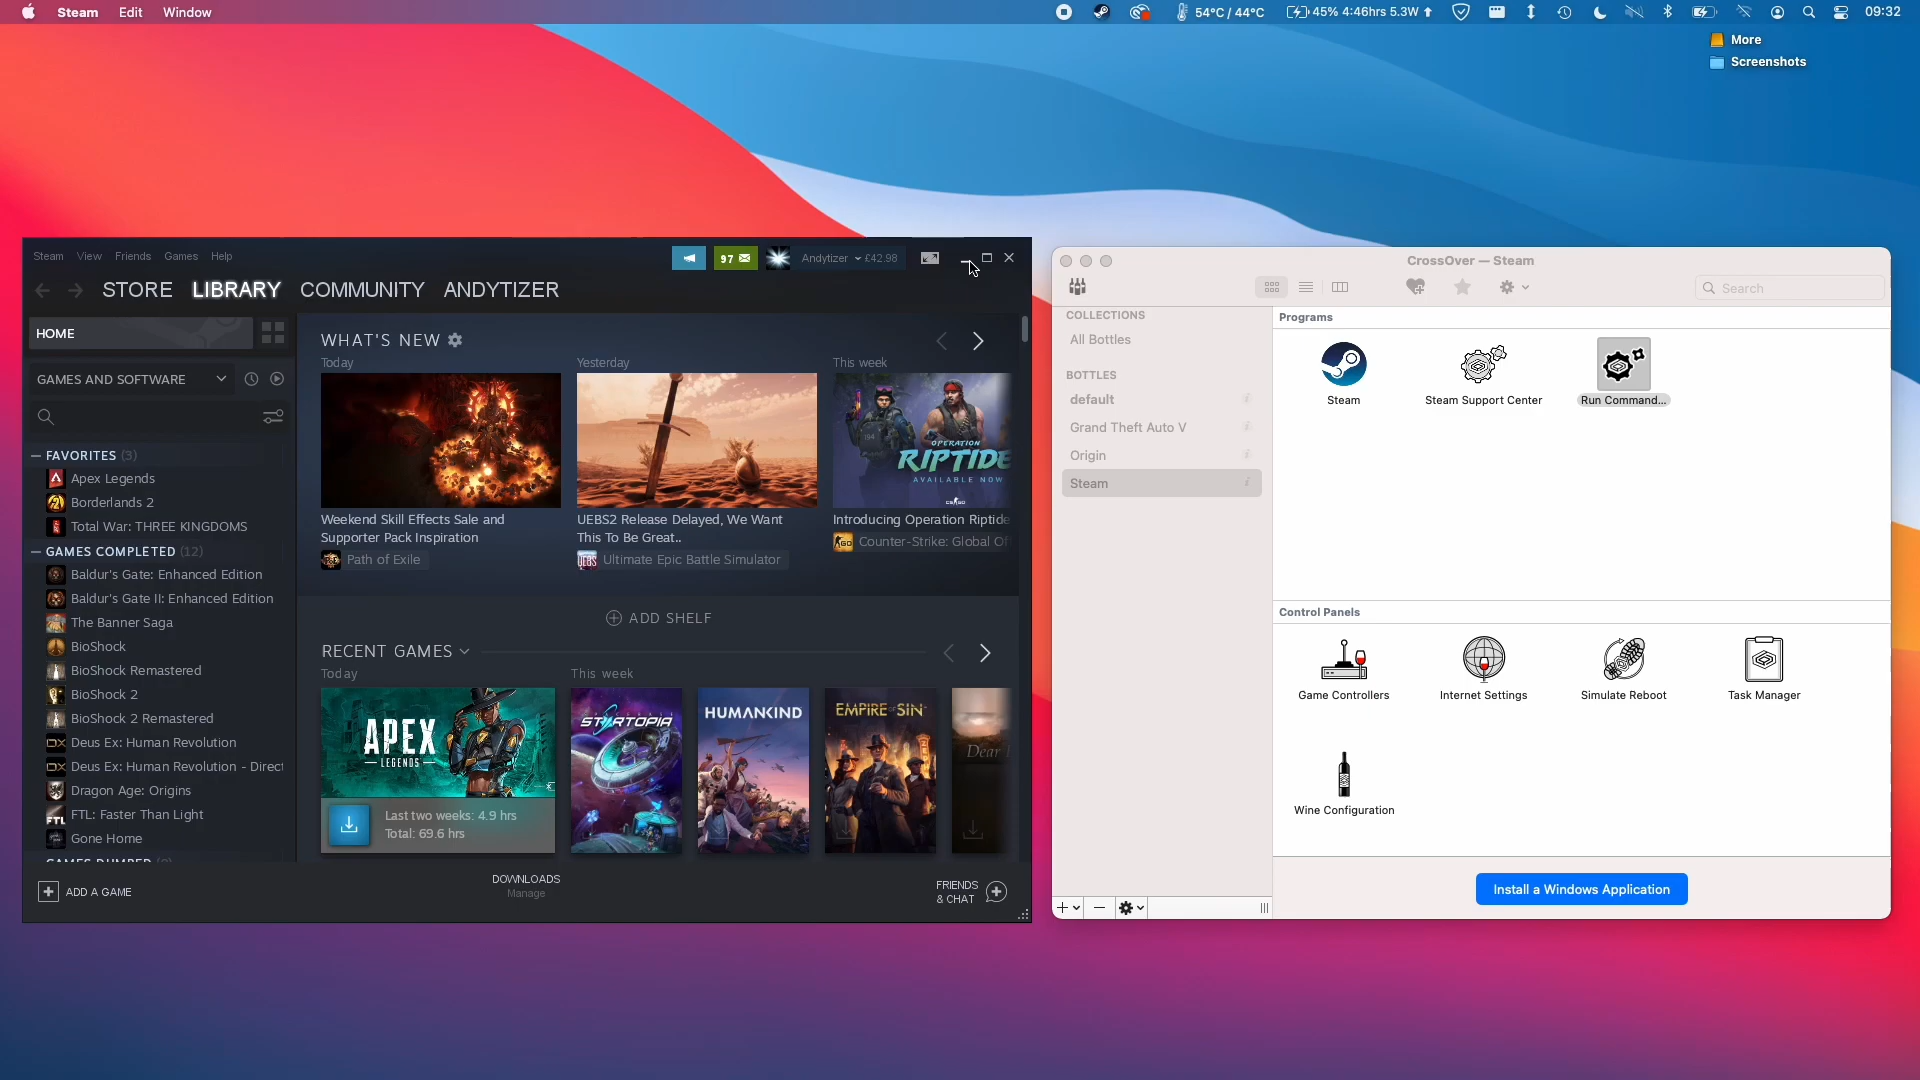 Steam Edit Window
54°C / 44°C 45% 4:46hrs 5.3W 09:32
More
Screenshots
Steam View Friends Games Help
97 Andytizer £42.98
STORE LIBRARY COMMUNITY ANDYTIZER
HOME
GAMES AND SOFTWARE
FAVORITES (3)
Apex Legends
Borderlands 2
Total War: THREE KINGDOMS
GAMES COMPLETED (12)
Baldur's Gate: Enhanced Edition
Baldur's Gate II: Enhanced Edition
The Banner Saga
BioShock
BioShock Remastered
BioShock 2
BioShock 2 Remastered
Deus Ex: Human Revolution
Deus Ex: Human Revolution - Direct
Dragon Age: Origins
FTL: Faster Than Light
Gone Home
ADD A GAME
WHAT'S NEW
Today
Yesterday
This week
OPERATION
RIPTIDE
AVAILABLE NOW
CS:GO
Weekend Skill Effects Sale and
Supporter Pack Inspiration
Path of Exile
UEBS2 Release Delayed, We Want
This To Be Great..
Ultimate Epic Battle Simulator
Introducing Operation Riptide
Counter-Strike: Global Of
ADD SHELF
RECENT GAMES
Today
This week
APEX
LEGENDS
Last two weeks: 4.9 hrs
Total: 69.6 hrs
STARTOPIA
HUMANKIND
EMPIRE OF SIN
Dear
DOWNLOADS
Manage
FRIENDS
& CHAT
CrossOver — Steam
Search
COLLECTIONS
All Bottles
BOTTLES
default
Grand Theft Auto V
Origin
Steam
Programs
Steam
Steam Support Center
Run Command...
Control Panels
Game Controllers
Internet Settings
Simulate Reboot
Task Manager
Wine Configuration
Install a Windows Application